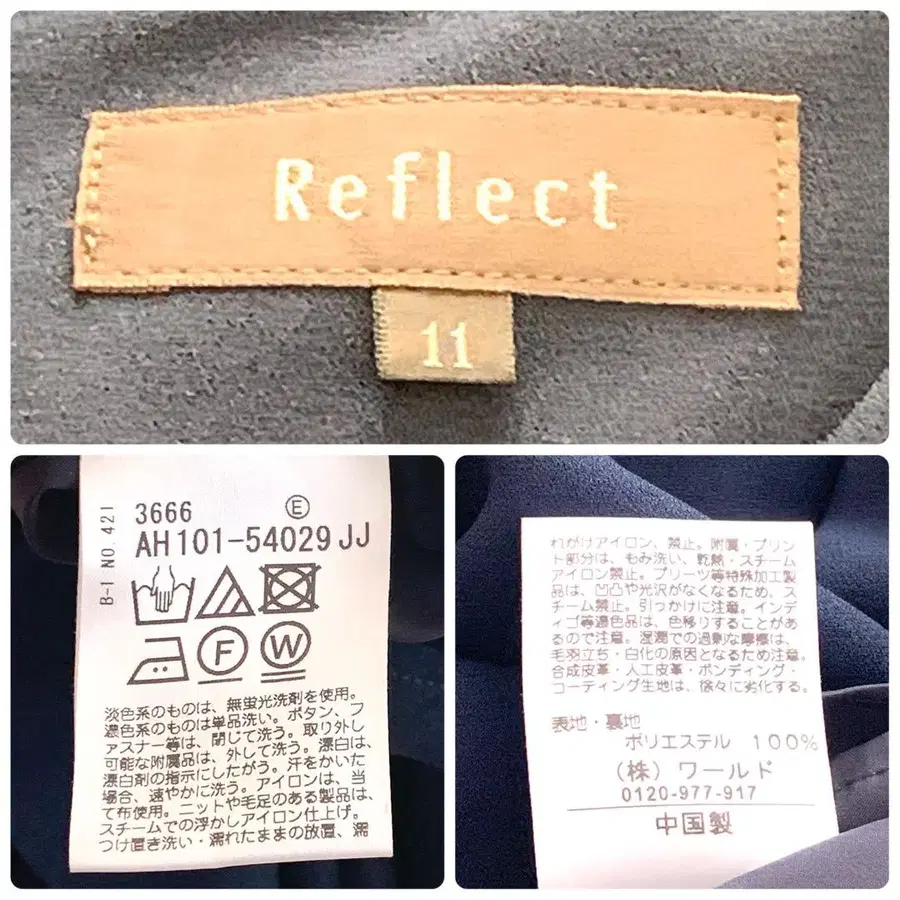 Reflect
11
B-1 NO.421
3666
E
AH101-54029 JJ
F
W
淡色系のものは、無蛍光洗剤を使用。
濃色系のものは単品洗い。ボタン、フ
ァスナー等は、閉じて洗う。取り外し
可能な附属品は、外して洗う。漂白は、
漂白剤の指示にしたがう。汗をかいた
場合、速やかに洗う。アイロンは、当
て布使用。ニットや毛足のある製品は、
スチームでの浮かしアイロン仕上げ。
つけ置き洗い・濡れたままの放置、濡
れがけアイロン、禁止。附属・プリン
ト部分は、もみ洗い、乾熱・スチーム
アイロン禁止。プリーツ等特殊加工製
品は、凹凸や光沢がなくなるため、ス
チーム禁止。引っかけに注意。インデ
ィゴ等濃色品は、色移りすることがあ
るので注意。湿潤での過剰な摩擦は、
毛羽立ち・白化の原因となるため注意。
合成皮革・人工皮革・ボンディング・
コーティング生地は、徐々に劣化する。
表地・裏地
ポリエステル 100%
(株) ワールド
0120-977-917
中国製